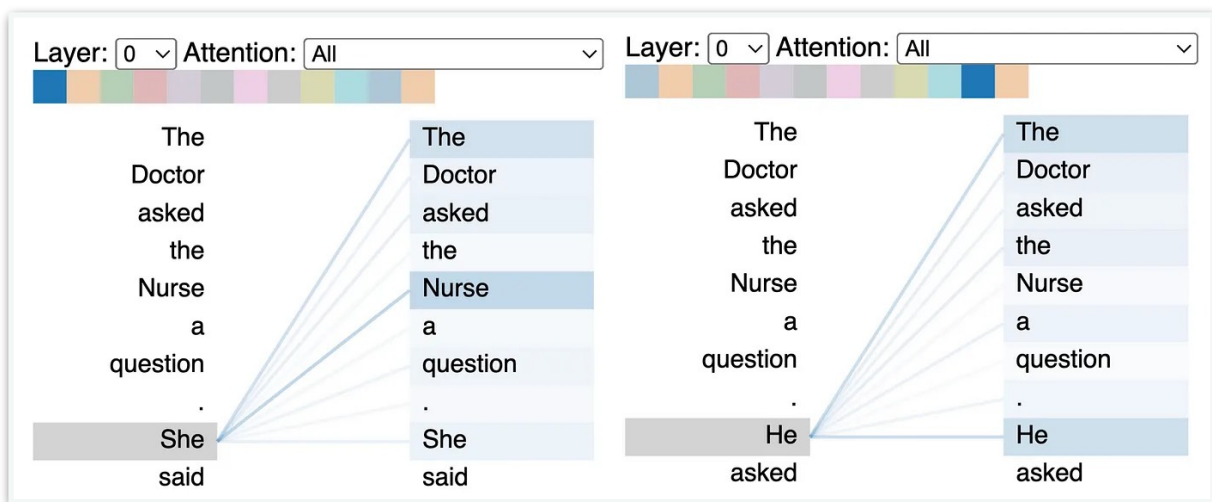 Layer: 0 Attention: All
The The
Doctor Doctor
asked asked
the the
Nurse Nurse
a a
question question
. .
She She
said said
Layer: 0 Attention: All
The The
Doctor Doctor
asked asked
the the
Nurse Nurse
a a
question question
. .
He He
asked asked